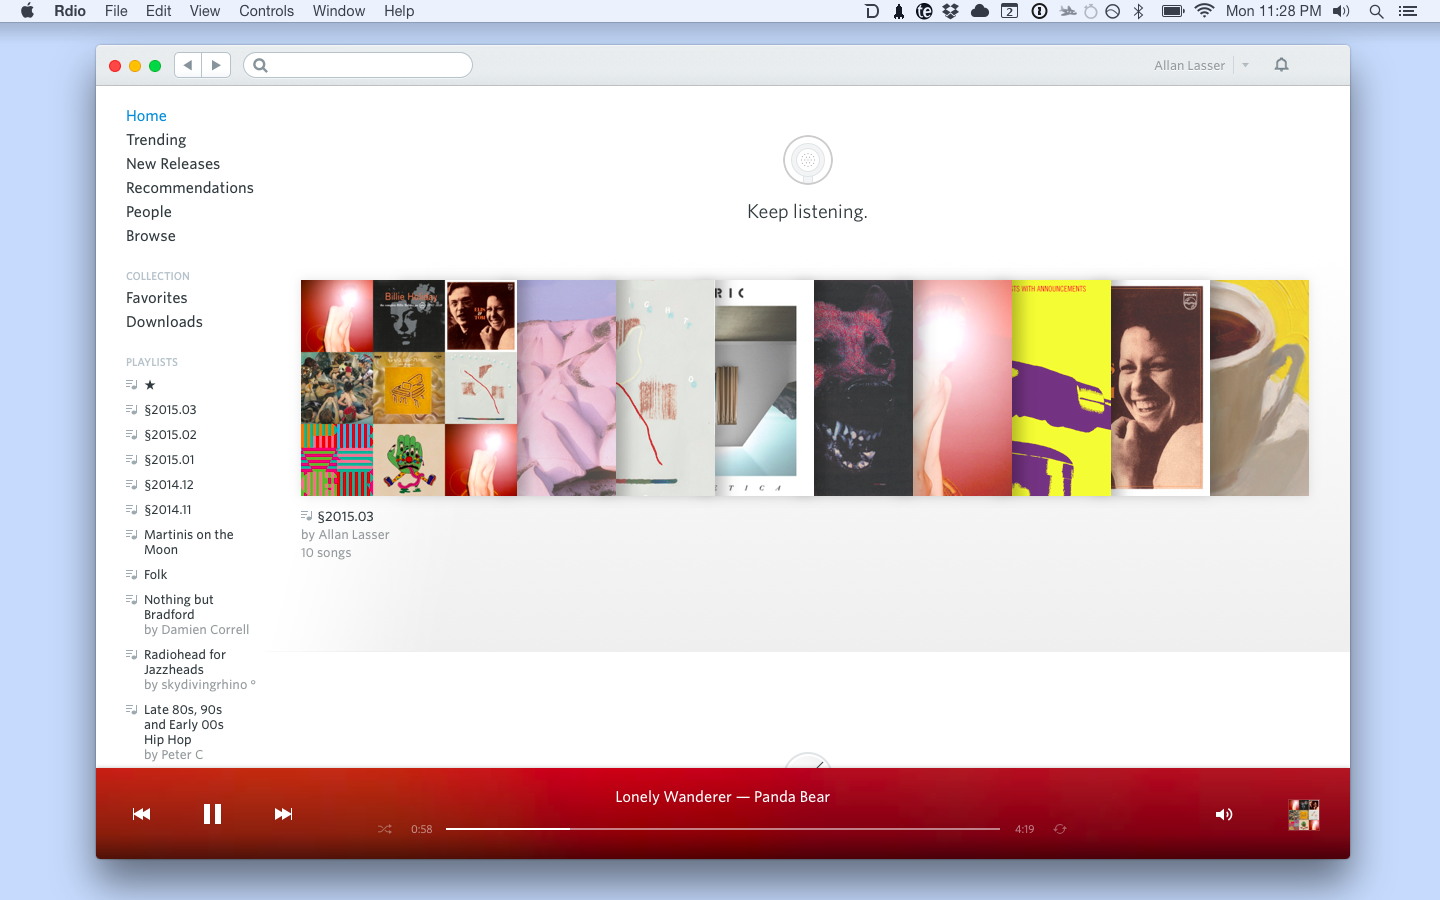 Rdio File Edit View Controls Window Help
2
Mon 11:28 PM
Allan Lasser
Home
Trending
New Releases
Recommendations
People
Browse
COLLECTION
Favorites
Downloads
PLAYLISTS
★
§2015.03
§2015.02
§2015.01
§2014.12
§2014.11
Martinis on the
Moon
Folk
Nothing but
Bradford
by Damien Correll
Radiohead for
Jazzheads
by skydivingrhino °
Late 80s, 90s
and Early 00s
Hip Hop
by Peter C
Keep listening.
Billie Holiday
RIC
STS WITH ANNOUNCEMENTS
TICA
§2015.03
by Allan Lasser
10 songs
Lonely Wanderer — Panda Bear
0:58
4:19